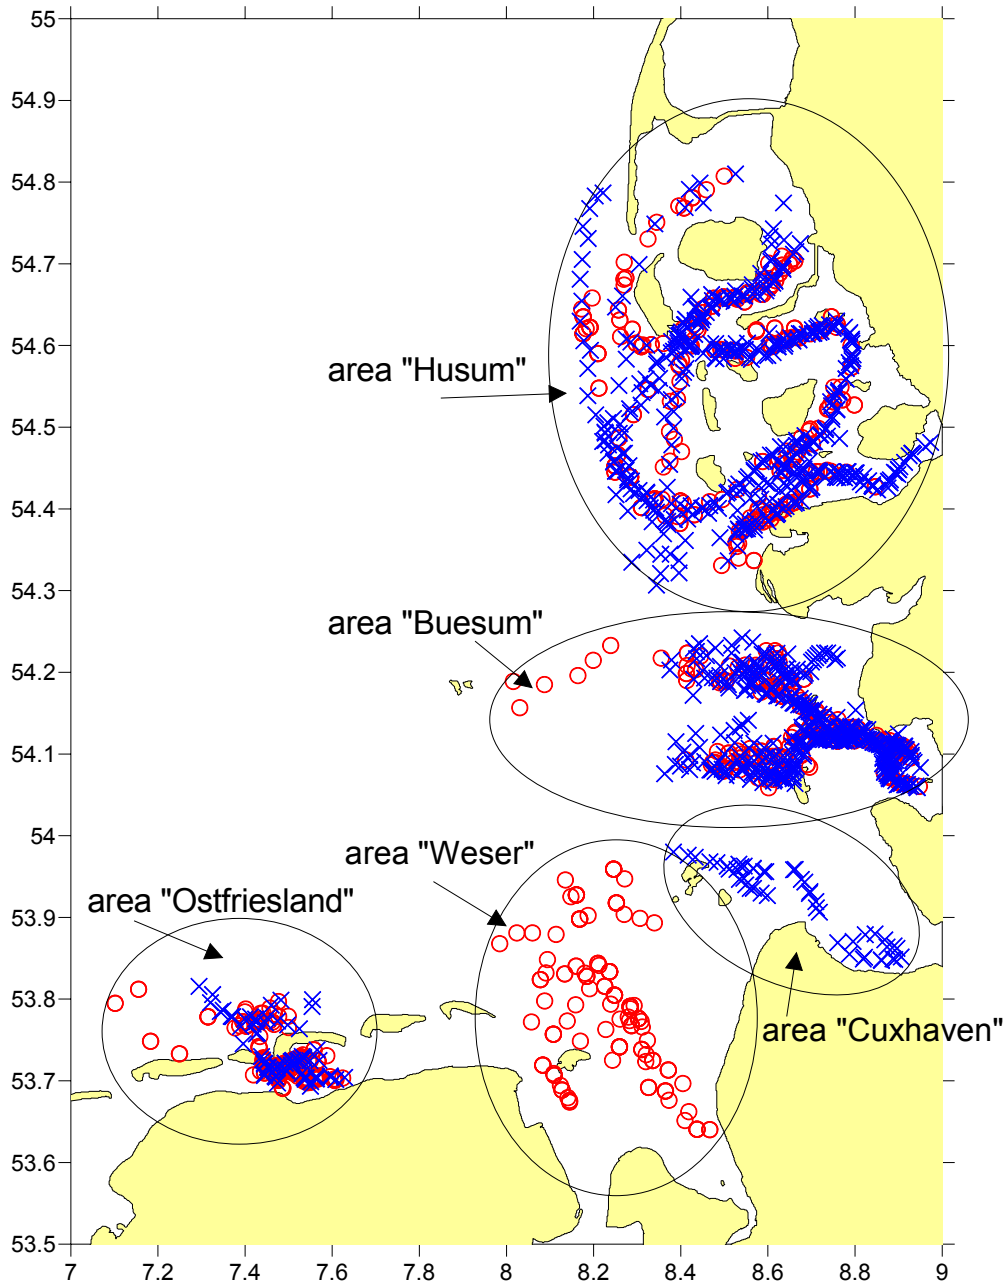 55
54.9
54.8
54.7
54.6
area "Husum"
54.5
54.4
54.3
area "Buesum"
54.2
54.1
54
area "Weser"
53.9
area "Ostfriesland"
53.8
area "Cuxhaven"
53.7
53.6
53.5
7 7.2 7.4 7.6 7.8 8 8.2 8.4 8.6 8.8 9